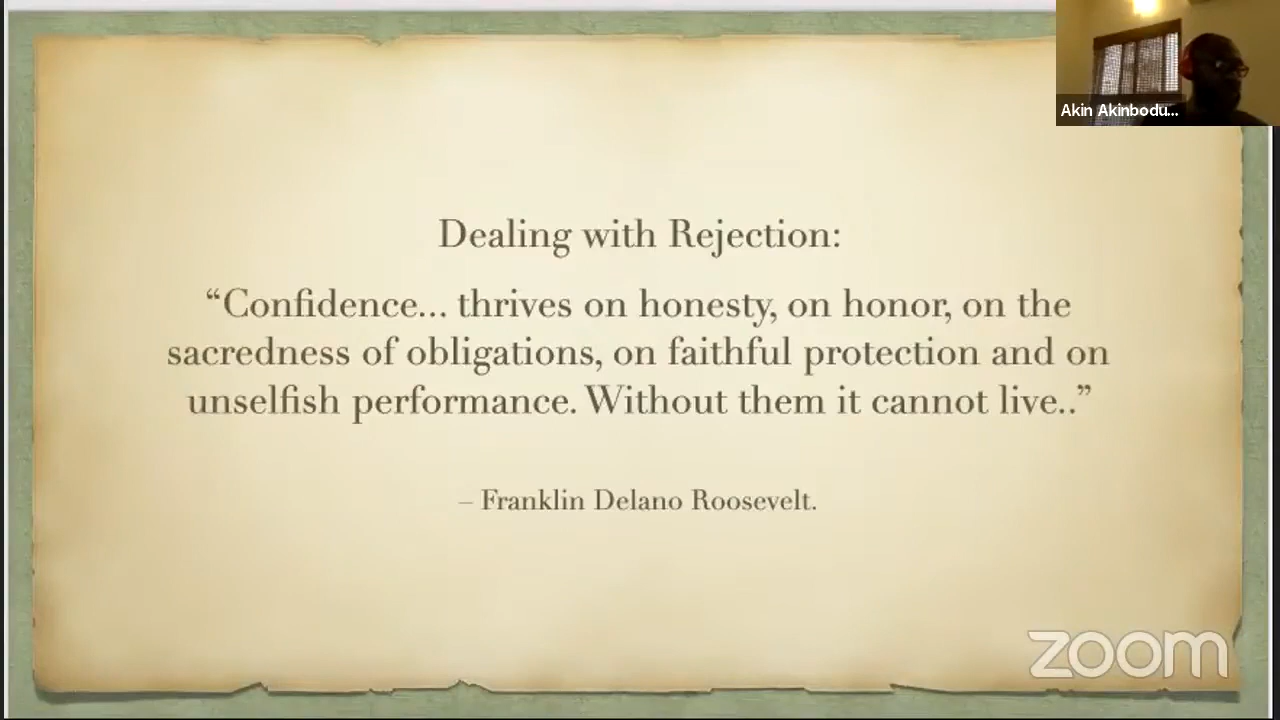 Akin Akinbodu...
Dealing with Rejection:
“Confidence... thrives on honesty, on honor, on the
sacredness of obligations, on faithful protection and on
unselfish performance. Without them it cannot live..”
– Franklin Delano Roosevelt.
zoom